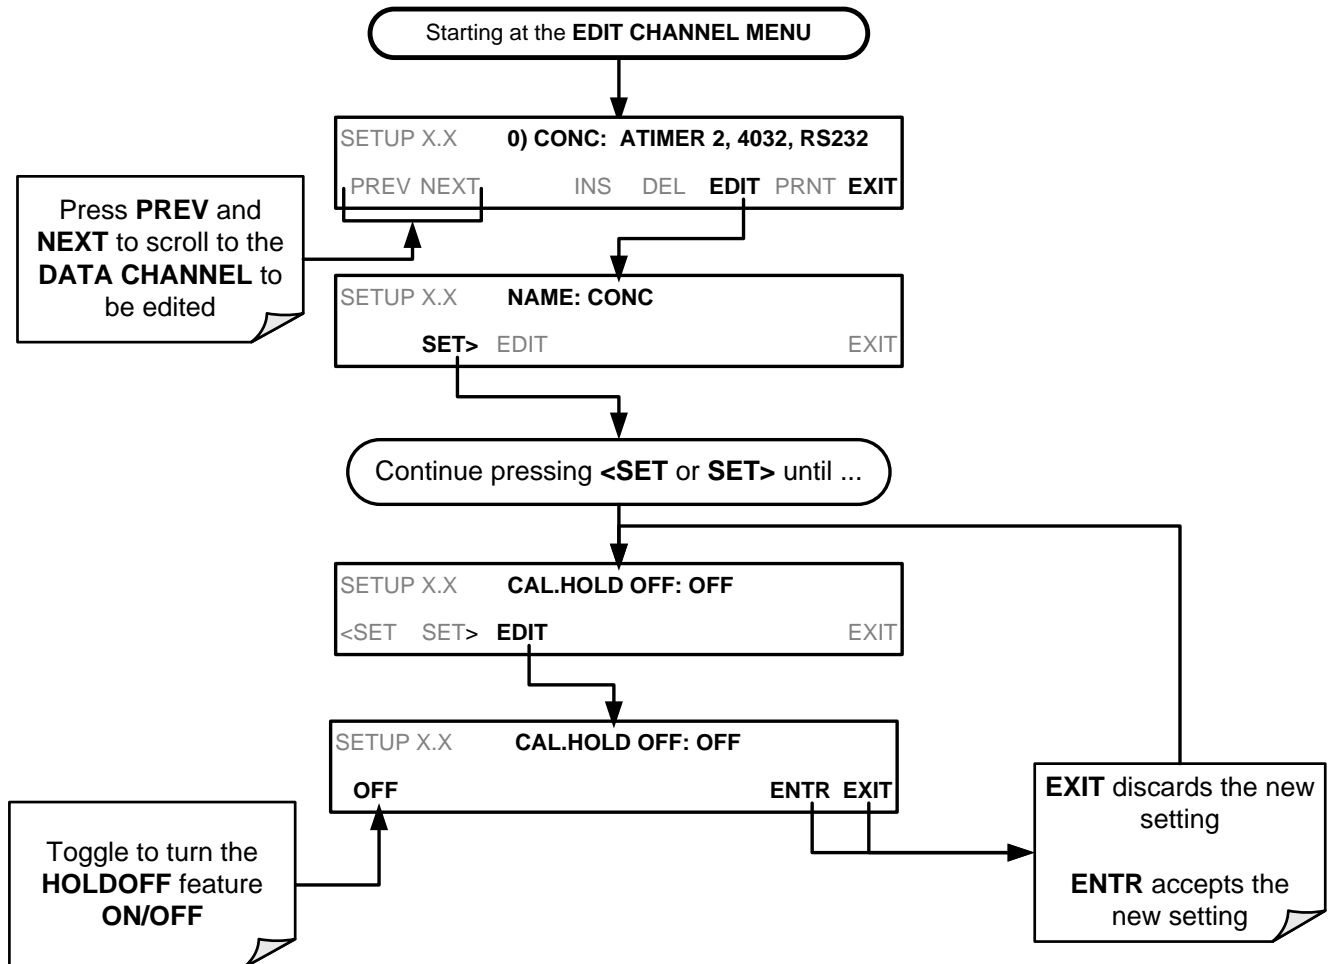 Starting at the EDIT CHANNEL MENU
SETUP X.X 0) CONC: ATIMER 2, 4032, RS232
PREV NEXT INS DEL EDIT PRNT EXIT
Press PREV and
NEXT to scroll to the
DATA CHANNEL to
be edited
SETUP X.X NAME: CONC
SET> EDIT EXIT
Continue pressing <SET or SET> until ...
SETUP X.X CAL.HOLD OFF: OFF
<SET SET> EDIT EXIT
SETUP X.X CAL.HOLD OFF: OFF
OFF ENTR EXIT
Toggle to turn the
HOLDOFF feature
ON/OFF
EXIT discards the new
setting
ENTR accepts the
new setting